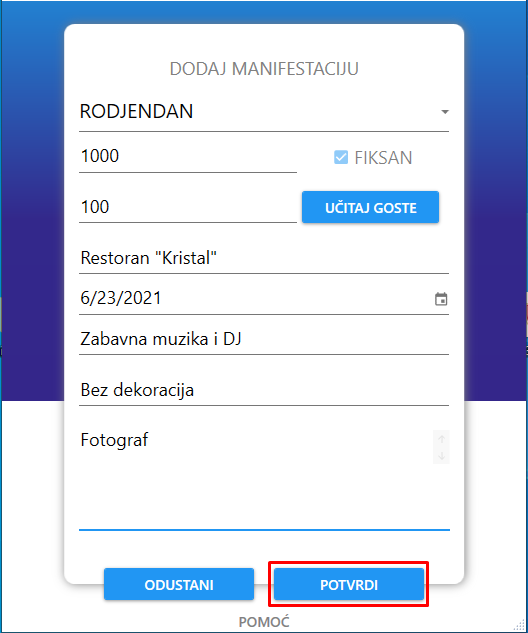 DODAJ MANIFESTACIJU
RODJENDAN
1000
FIKSAN
100
UČITAJ GOSTE
Restoran "Kristal"
6/23/2021
Zabavna muzika i DJ
Bez dekoracija
Fotograf
ODUSTANI
POTVRDI
POMOĆ